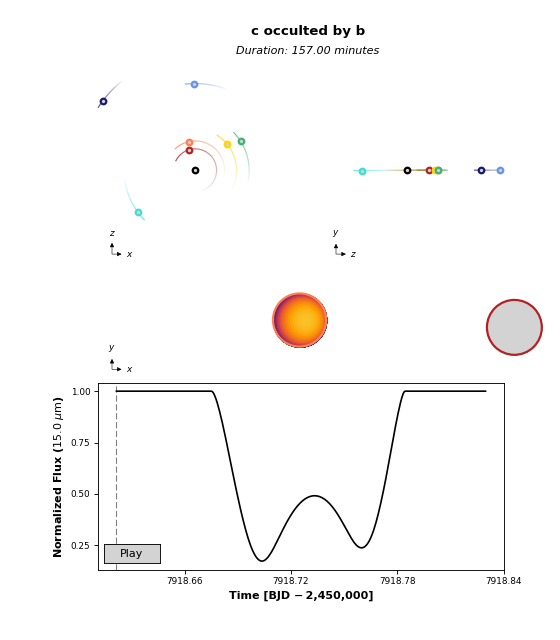 c occulted by b
Duration: 157.00 minutes
z
x
y
z
y
x
Normalized Flux (15.0 μm)
1.00
0.75
0.50
0.25
Play
7918.66
7918.72
7918.78
7918.84
Time [BJD − 2,450,000]